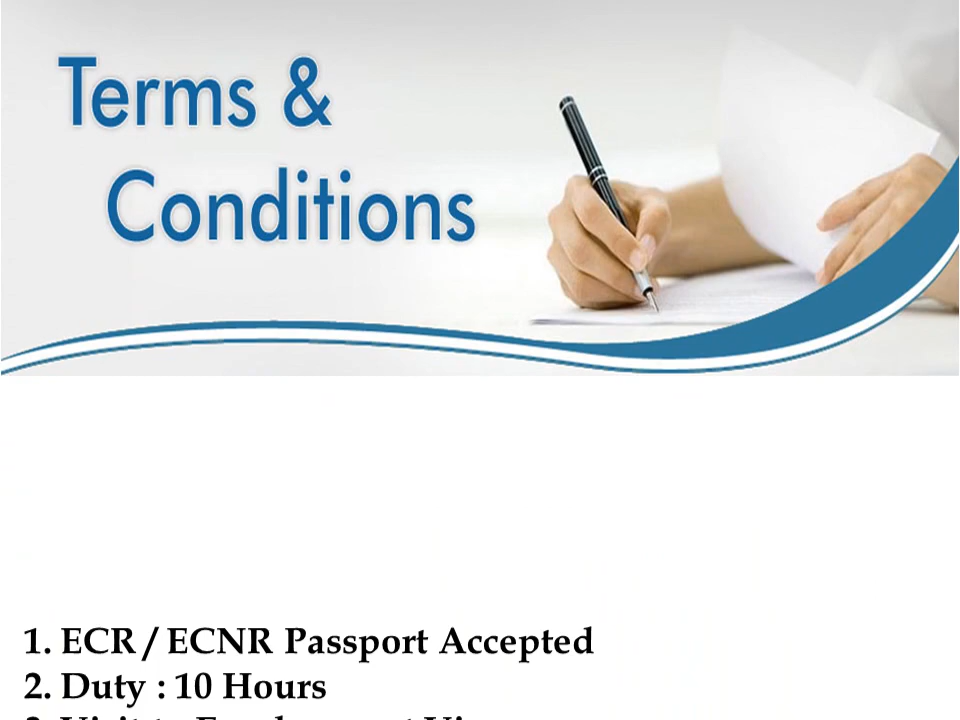 Terms &
Conditions
1. ECR / ECNR Passport Accepted
2. Duty : 10 Hours